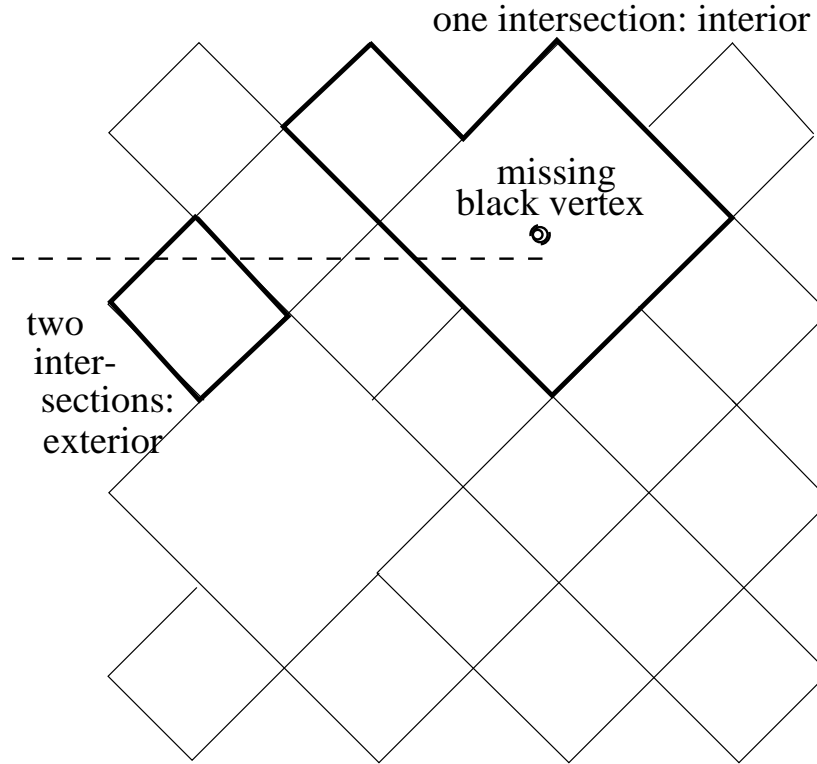 one intersection: interior
missing
black vertex
two
inter-
sections:
exterior